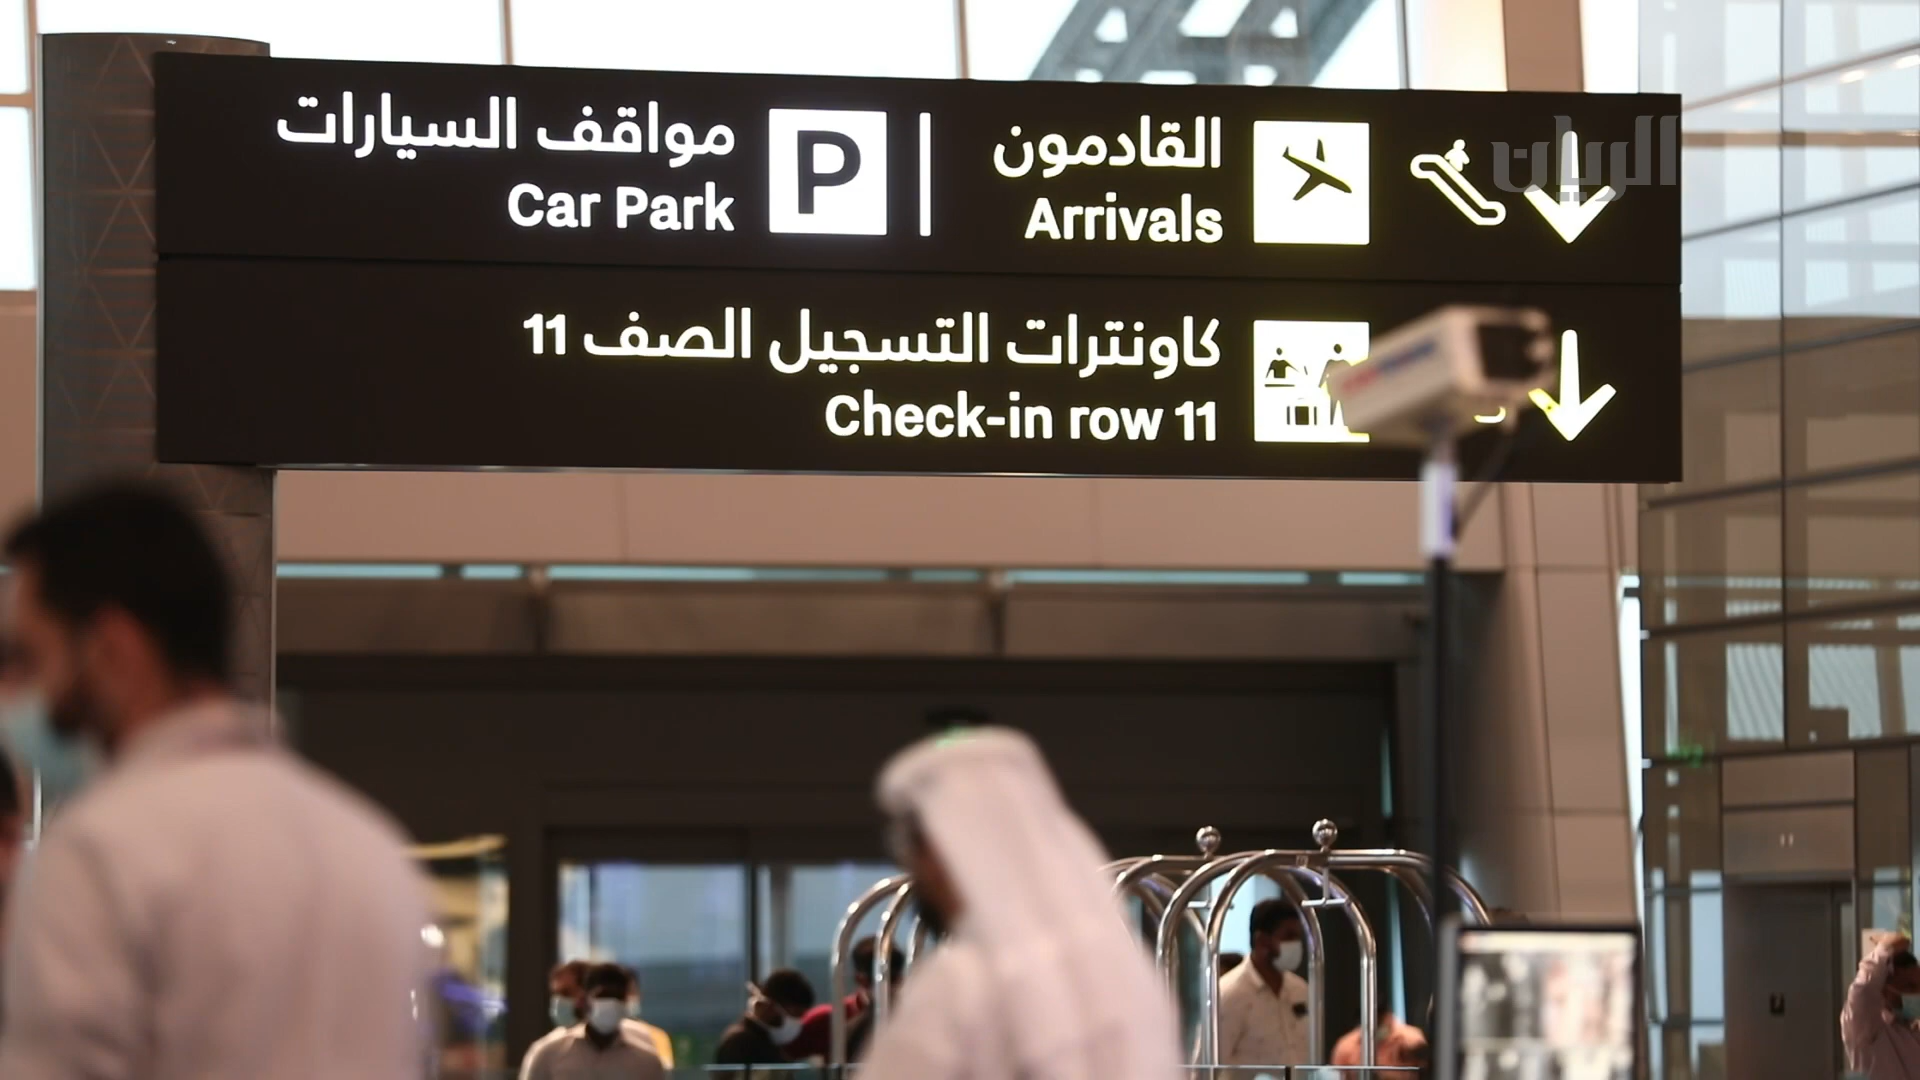 القادمون
Arrivals
مواقف السيارات
Car Park
P
كاونترات التسجيل الصف 11
Check-in row 11
الريان